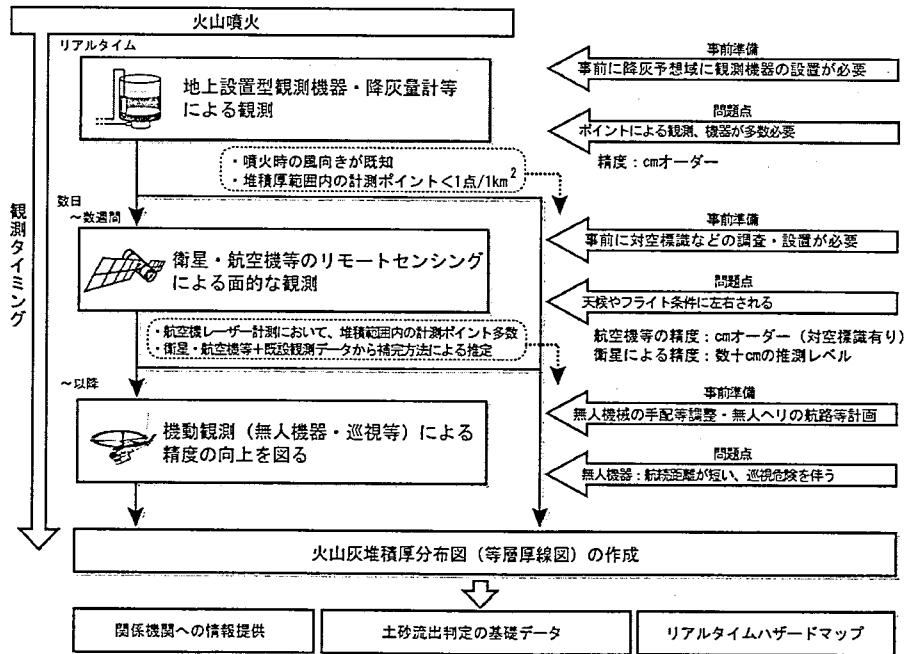 火山噴火
リアルタイム
地上設置型観測機器・降灰量計等
による観測
事前準備
事前に降灰予想域に観測機器の設置が必要
問題点
ポイントによる観測、機器が多数必要
精度：cmオーダー
・噴火時の風向きが既知
・堆積厚範囲内の計測ポイント<1点/1km²
観測タイミング
数日
～数週間
衛星・航空機等のリモートセンシング
による面的な観測
事前準備
事前に対空標識などの調査・設置が必要
問題点
天候やフライト条件に左右される
航空機等の精度：cmオーダー（対空標識有り）
衛星による精度：数十cmの推測レベル
・航空機レーザー計測において、堆積範囲内の計測ポイント多数
・衛星・航空機等＋既設観測データから補完方法による推定
～以降
機動観測（無人機器・巡視等）による
精度の向上を図る
事前準備
無人機械の手配等調整・無人ヘリの航路等計画
問題点
無人機器：航続距離が短い、巡視危険を伴う
火山灰堆積厚分布図（等層厚線図）の作成
関係機関への情報提供
土砂流出判定の基礎データ
リアルタイムハザードマップ